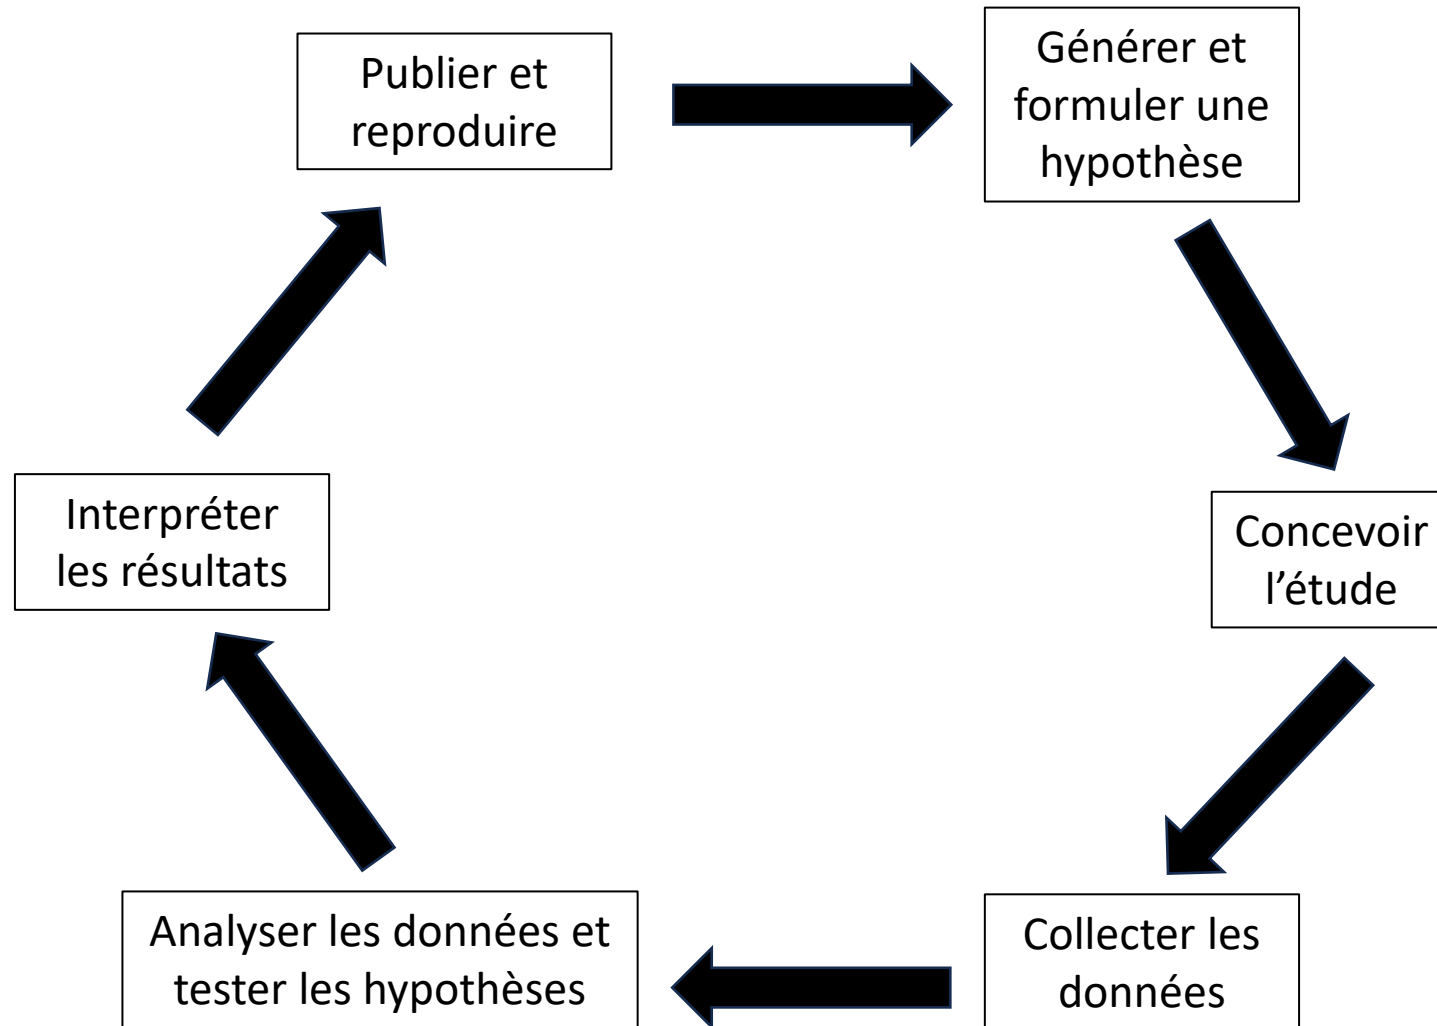 Publier et
reproduire
Générer et
formuler une
hypothèse
Interpréter
les résultats
Concevoir
l’étude
Analyser les données et
tester les hypothèses
Collecter les
données